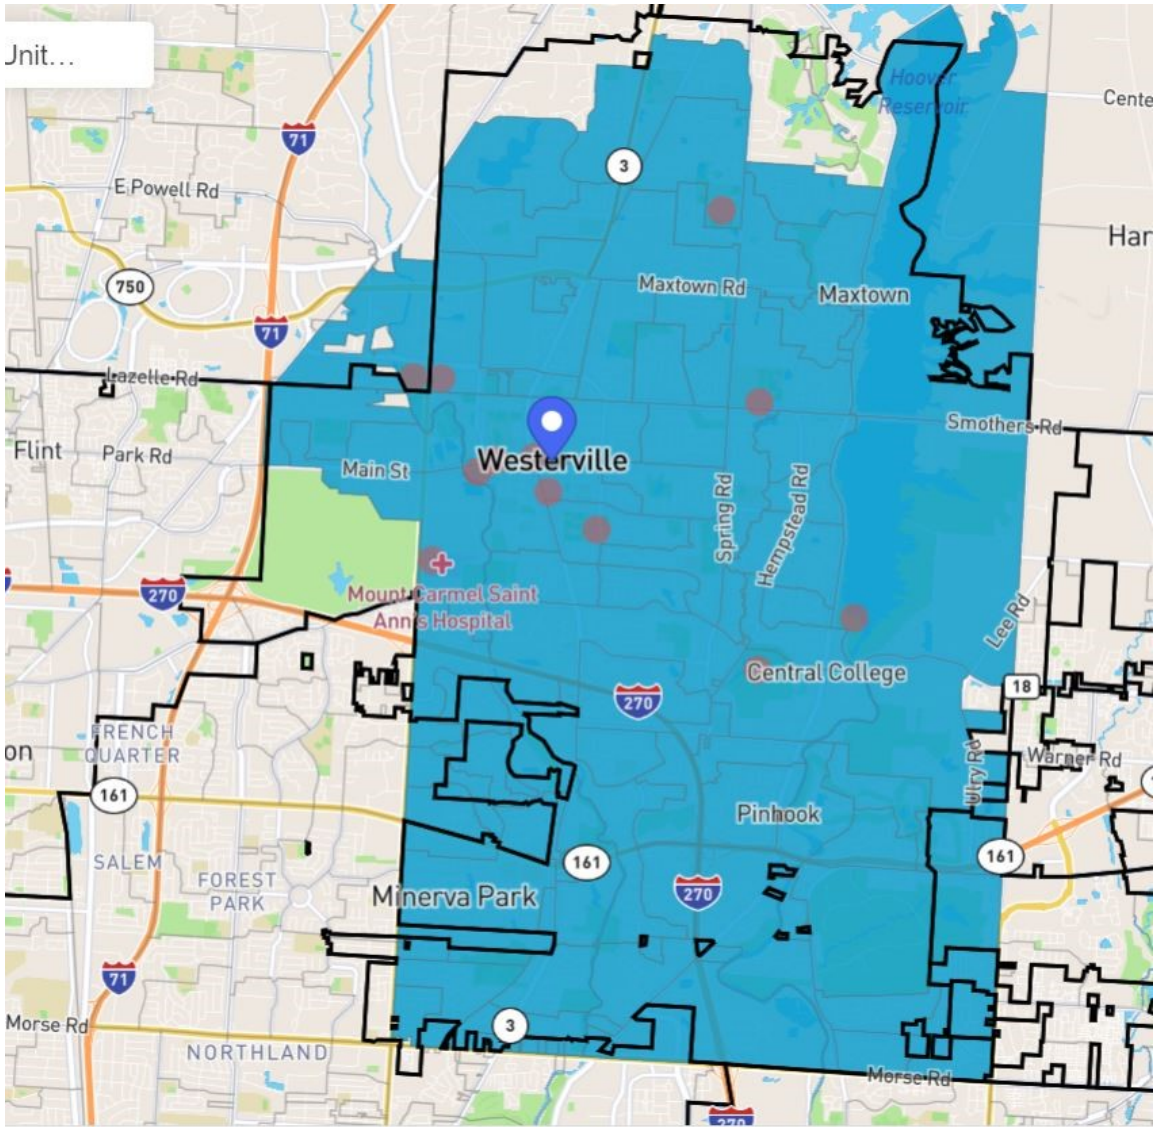 Unit...
71
3
Hoover
Reservoir
Cente
E Powell Rd
Har
750
Maxtown Rd
Maxtown
71
Lazelle Rd
Smothers Rd
Flint
Park Rd
Main St
Westerville
Spring Rd
Hempstead Rd
270
Mount Carmel Saint
Ann's Hospital
Lee Rd
Central College
18
270
FRENCH
QUARTER
on
Ulry Rd
Warner Rd
161
Pinhook
SALEM
161
161
FOREST
PARK
270
Minerva Park
71
Morse Rd
3
NORTHLAND
Morse Rd
270